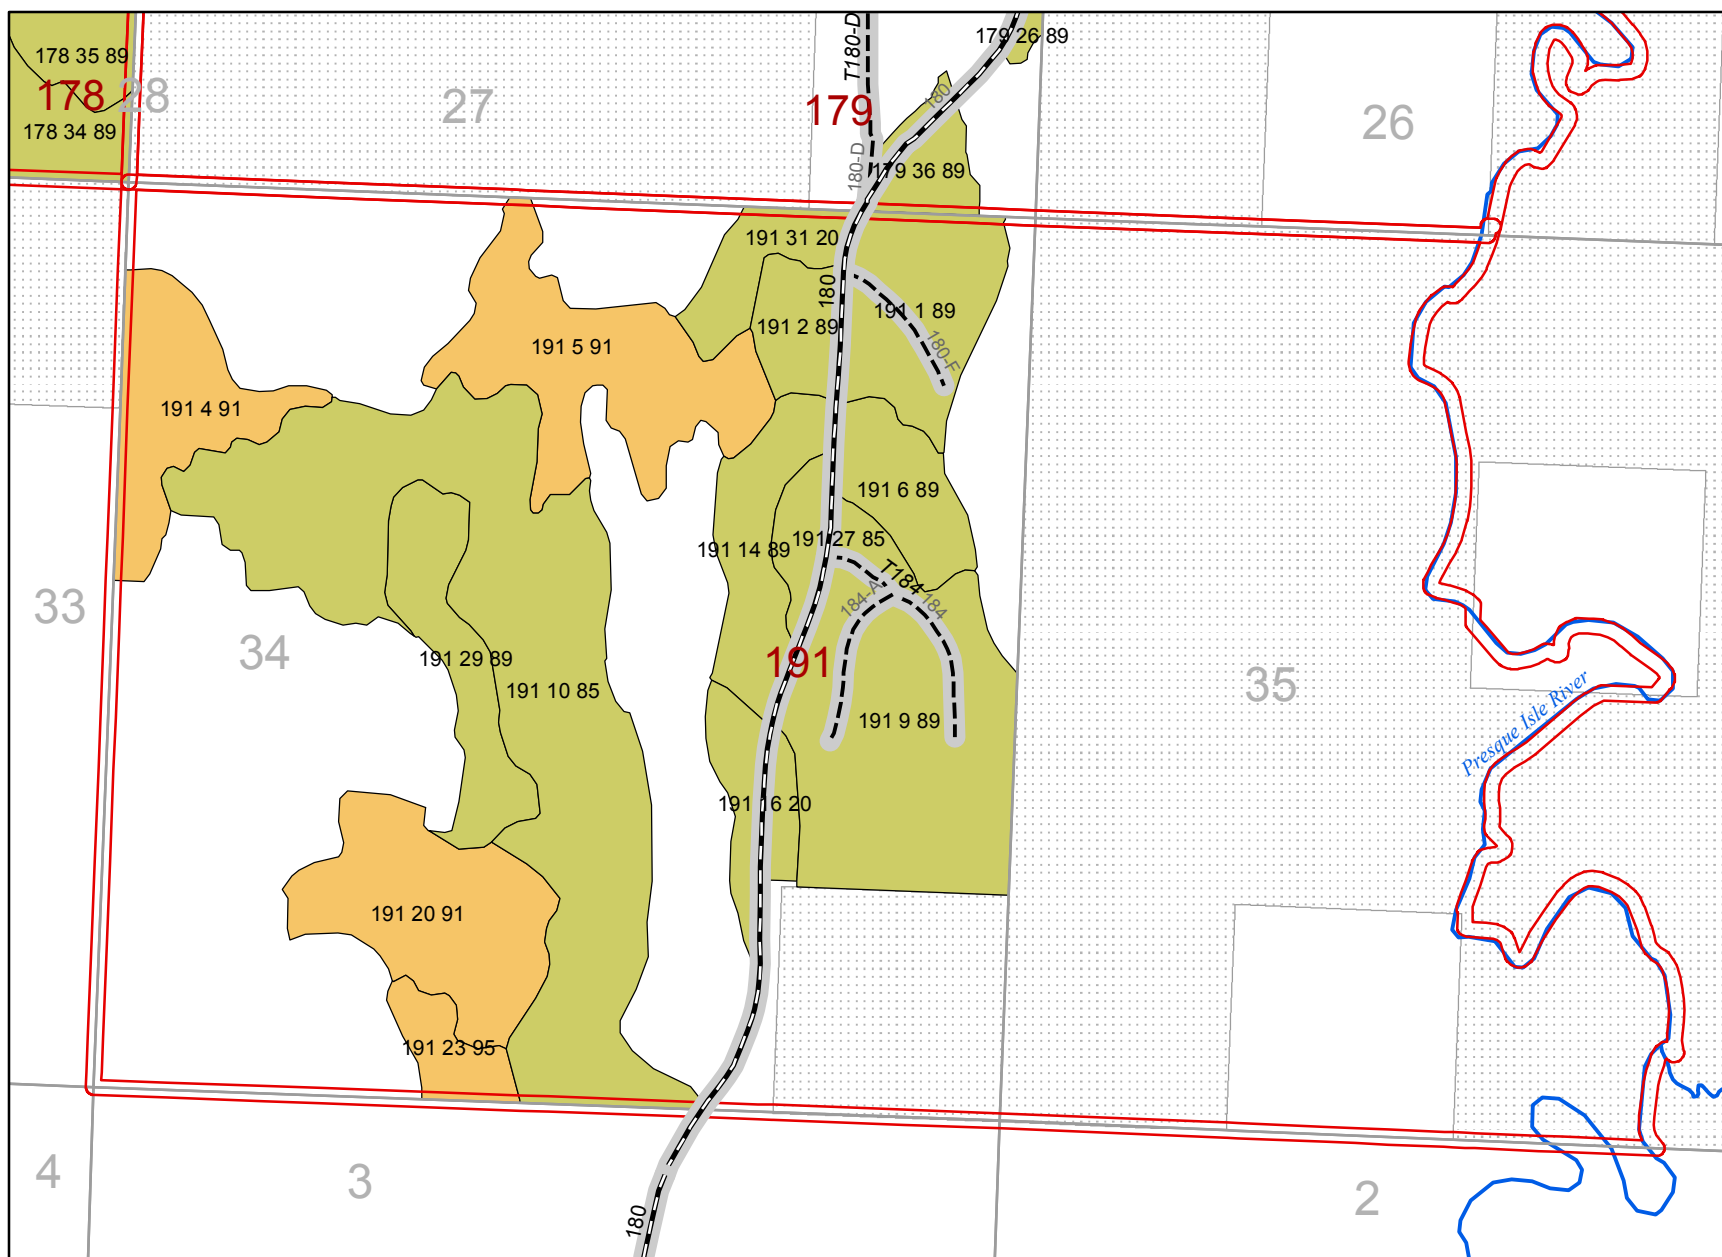 178 35 89
178
28
178 34 89
27
T180-D
179
180-D
180
179 26 89
179 36 89
26
191 31 20
180
191 2 89
191 1 89
180-F
191 5 91
191 4 91
191 6 89
191 27 85
191 14 89
T184
184-A
184
33
34
191 29 89
191 10 85
191
191 9 89
35
Presque Isle River
191 16 20
191 20 91
191 23 95
4
3
180
2